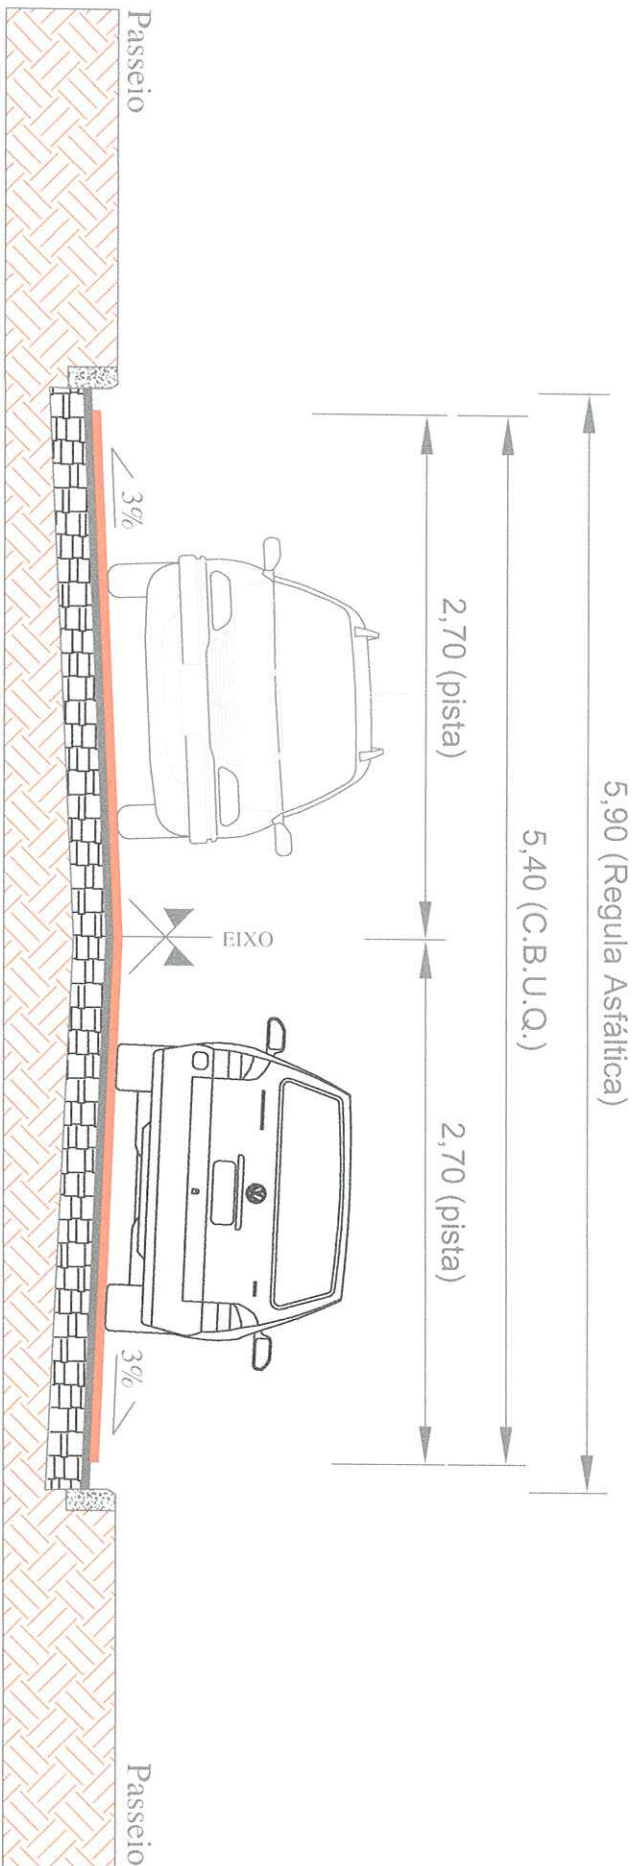 5,90 (Regula Asfáltica)
5,40 (C.B.U.Q.)
2,70 (pista)
2,70 (pista)
EIXO
3%
3%
Passeio
Passeio